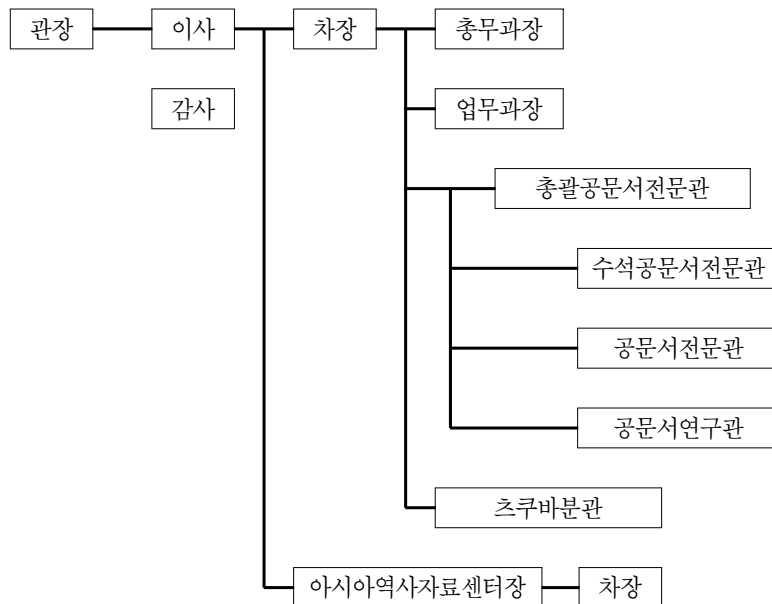 관장
이사
차장
총무과장
감사
업무과장
총괄공문서전문관
수석공문서전문관
공문서전문관
공문서연구관
츠쿠바분관
아시아역사자료센터장
차장